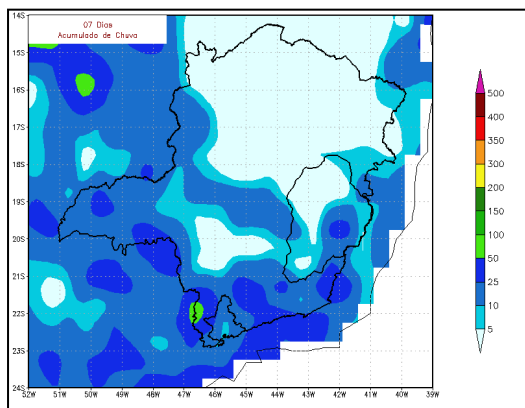 07 Dias
Acumulado de Chuva
14S
15S
16S
17S
18S
19S
20S
21S
22S
23S
24S
52W 51W 50W 49W 48W 47W 46W 45W 44W 43W 42W 41W 40W 39W
500
400
350
300
200
150
100
50
25
10
5